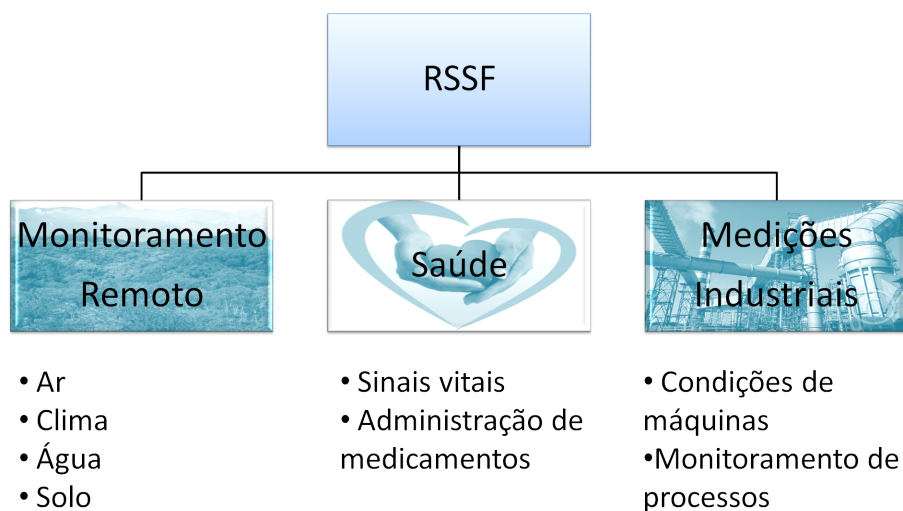 RSSF
Monitoramento
Remoto
Saúde
Medições
Industriais
• Ar
• Clima
• Água
• Solo
• Sinais vitais
• Administração de
medicamentos
• Condições de
máquinas
•Monitoramento de
processos